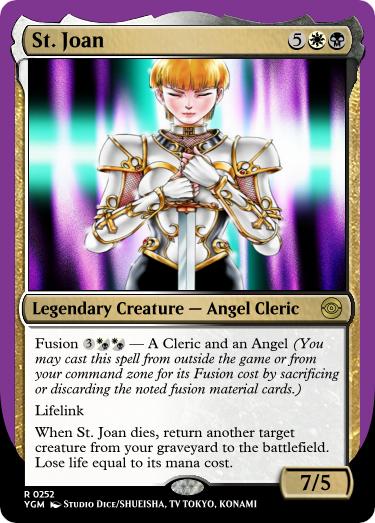 St. Joan 5
Legendary Creature — Angel Cleric
Fusion 3 — A Cleric and an Angel (You
may cast this spell from outside the game or from
your command zone for its Fusion cost by sacrificing
or discarding the noted fusion material cards.)
Lifelink
When St. Joan dies, return another target
creature from your graveyard to the battlefield.
Lose life equal to its mana cost.
7/5
R 0252
YGM STUDIO DICE/SHUEISHA, TV TOKYO, KONAMI